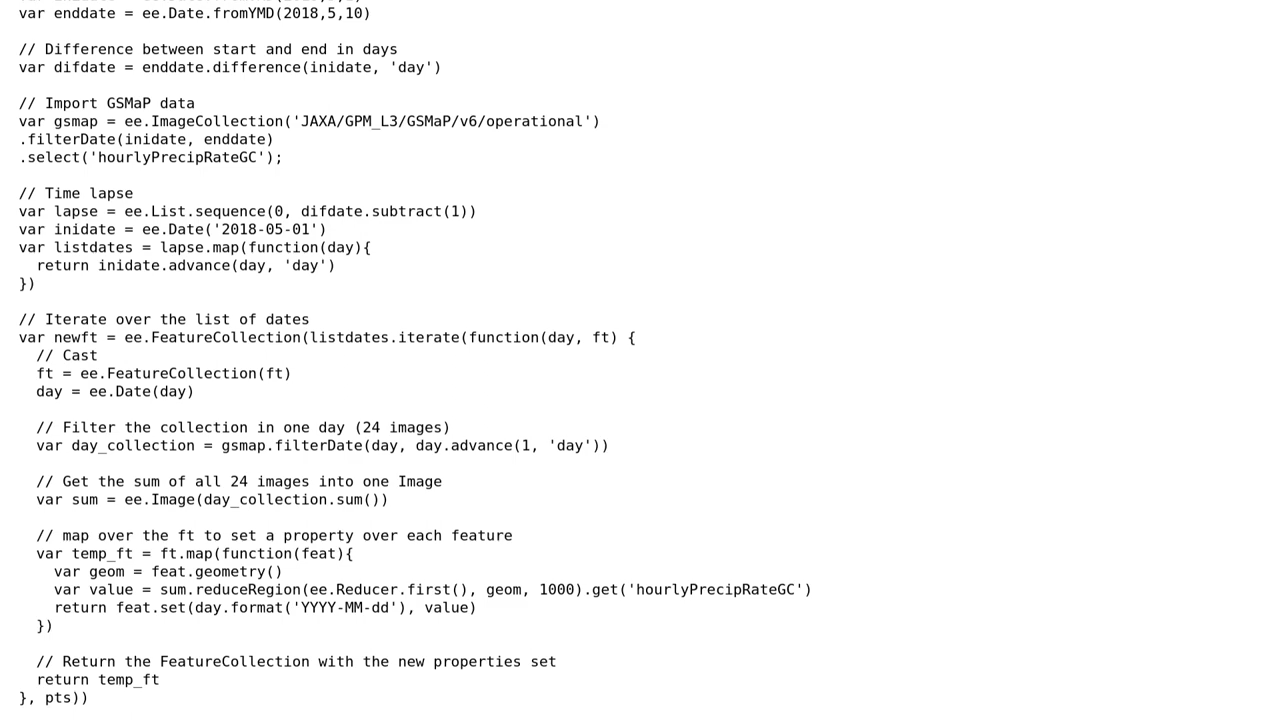 var enddate = ee.Date.fromYMD(2018,5,10)

// Difference between start and end in days
var difdate = enddate.difference(inidate, 'day')

// Import GSMaP data
var gsmap = ee.ImageCollection('JAXA/GPM_L3/GSMaP/v6/operational')
.filterDate(inidate, enddate)
.select('hourlyPrecipRateGC');

// Time lapse
var lapse = ee.List.sequence(0, difdate.subtract(1))
var inidate = ee.Date('2018-05-01')
var listdates = lapse.map(function(day){
  return inidate.advance(day, 'day')
})

// Iterate over the list of dates
var newft = ee.FeatureCollection(listdates.iterate(function(day, ft) {
  // Cast
  ft = ee.FeatureCollection(ft)
  day = ee.Date(day)

  // Filter the collection in one day (24 images)
  var day_collection = gsmap.filterDate(day, day.advance(1, 'day'))

  // Get the sum of all 24 images into one Image
  var sum = ee.Image(day_collection.sum())

  // map over the ft to set a property over each feature
  var temp_ft = ft.map(function(feat){
    var geom = feat.geometry()
    var value = sum.reduceRegion(ee.Reducer.first(), geom, 1000).get('hourlyPrecipRateGC')
    return feat.set(day.format('YYYY-MM-dd'), value)
  })

  // Return the FeatureCollection with the new properties set
  return temp_ft
}, pts))